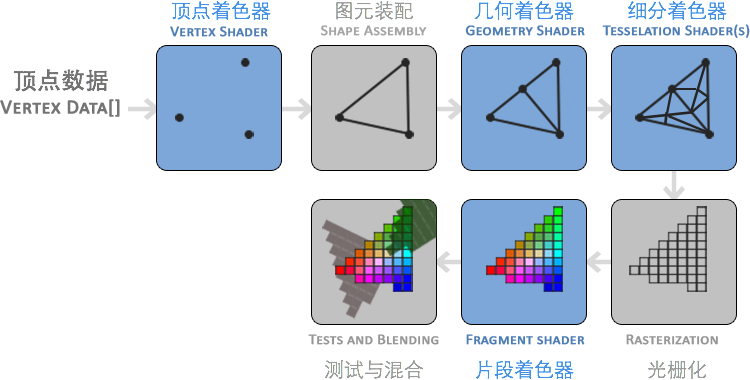 顶点着色器
VERTEX SHADER
图元装配
SHAPE ASSEMBLY
几何着色器
GEOMETRY SHADER
细分着色器
TESSELATION SHADER(S)
顶点数据
VERTEX DATA[]
TESTS AND BLENDING
测试与混合
FRAGMENT SHADER
片段着色器
RASTERIZATION
光栅化